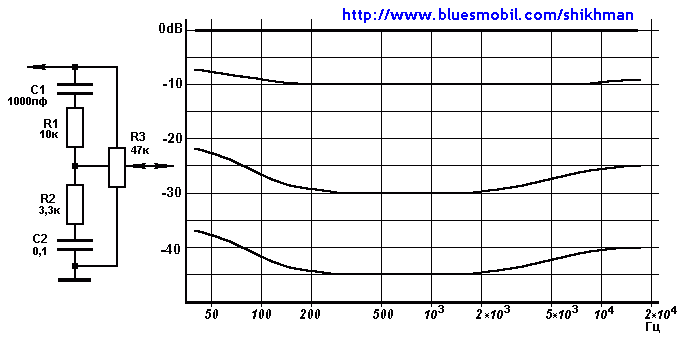 http://www.bluesmobil.com/shikhman
0dB
-10
-20
-30
-40
C1
1000пф
R1
10к
R3
47к
R2
3,3к
C2
0,1
50 100 200 500 10³ 2×10³ 5×10³ 10⁴ 2×10⁴
Гц